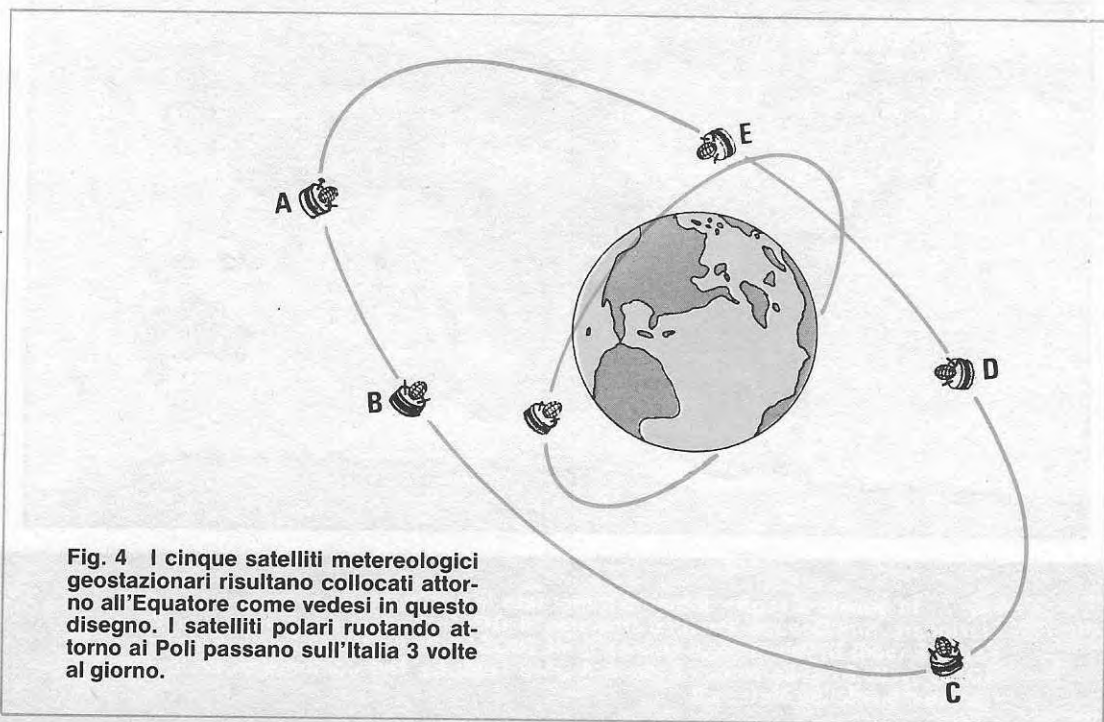 E
A
D
B
Fig. 4 I cinque satelliti metereologici
geostazionari risultano collocati attor-
no all'Equatore come vedesi in questo
disegno. I satelliti polari ruotando at-
torno ai Poli passano sull'Italia 3 volte
al giorno.
C